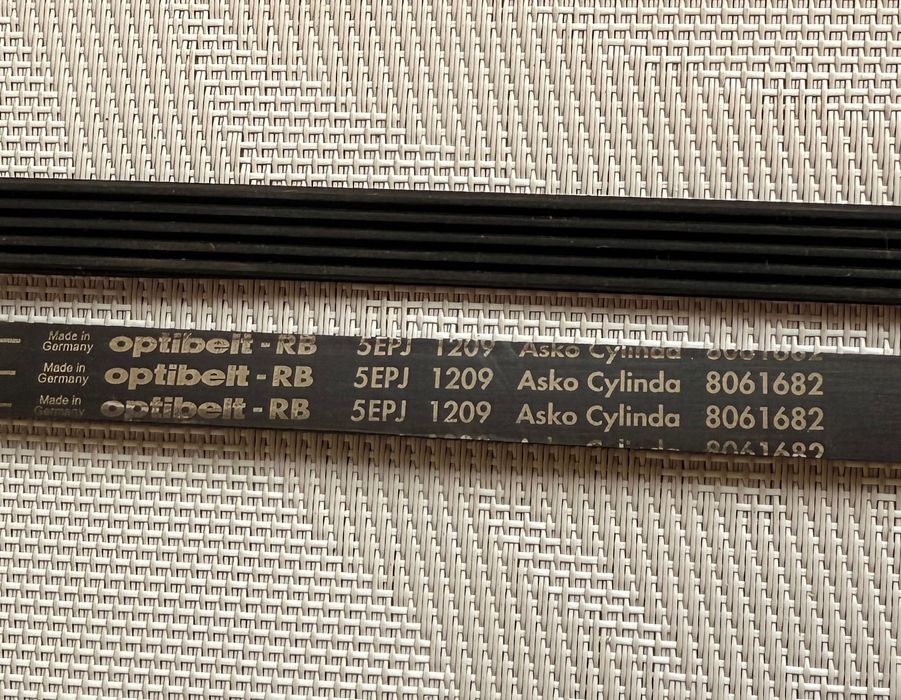 Made in
Germany optibelt - RB 5EPJ 1209 Asko Cylinda 8061682
Made in
Germany optibelt - RB 5EPJ 1209 Asko Cylinda 8061682
Made in
Germany optibelt - RB 5EPJ 1209 Asko Cylinda 8061682
8061682